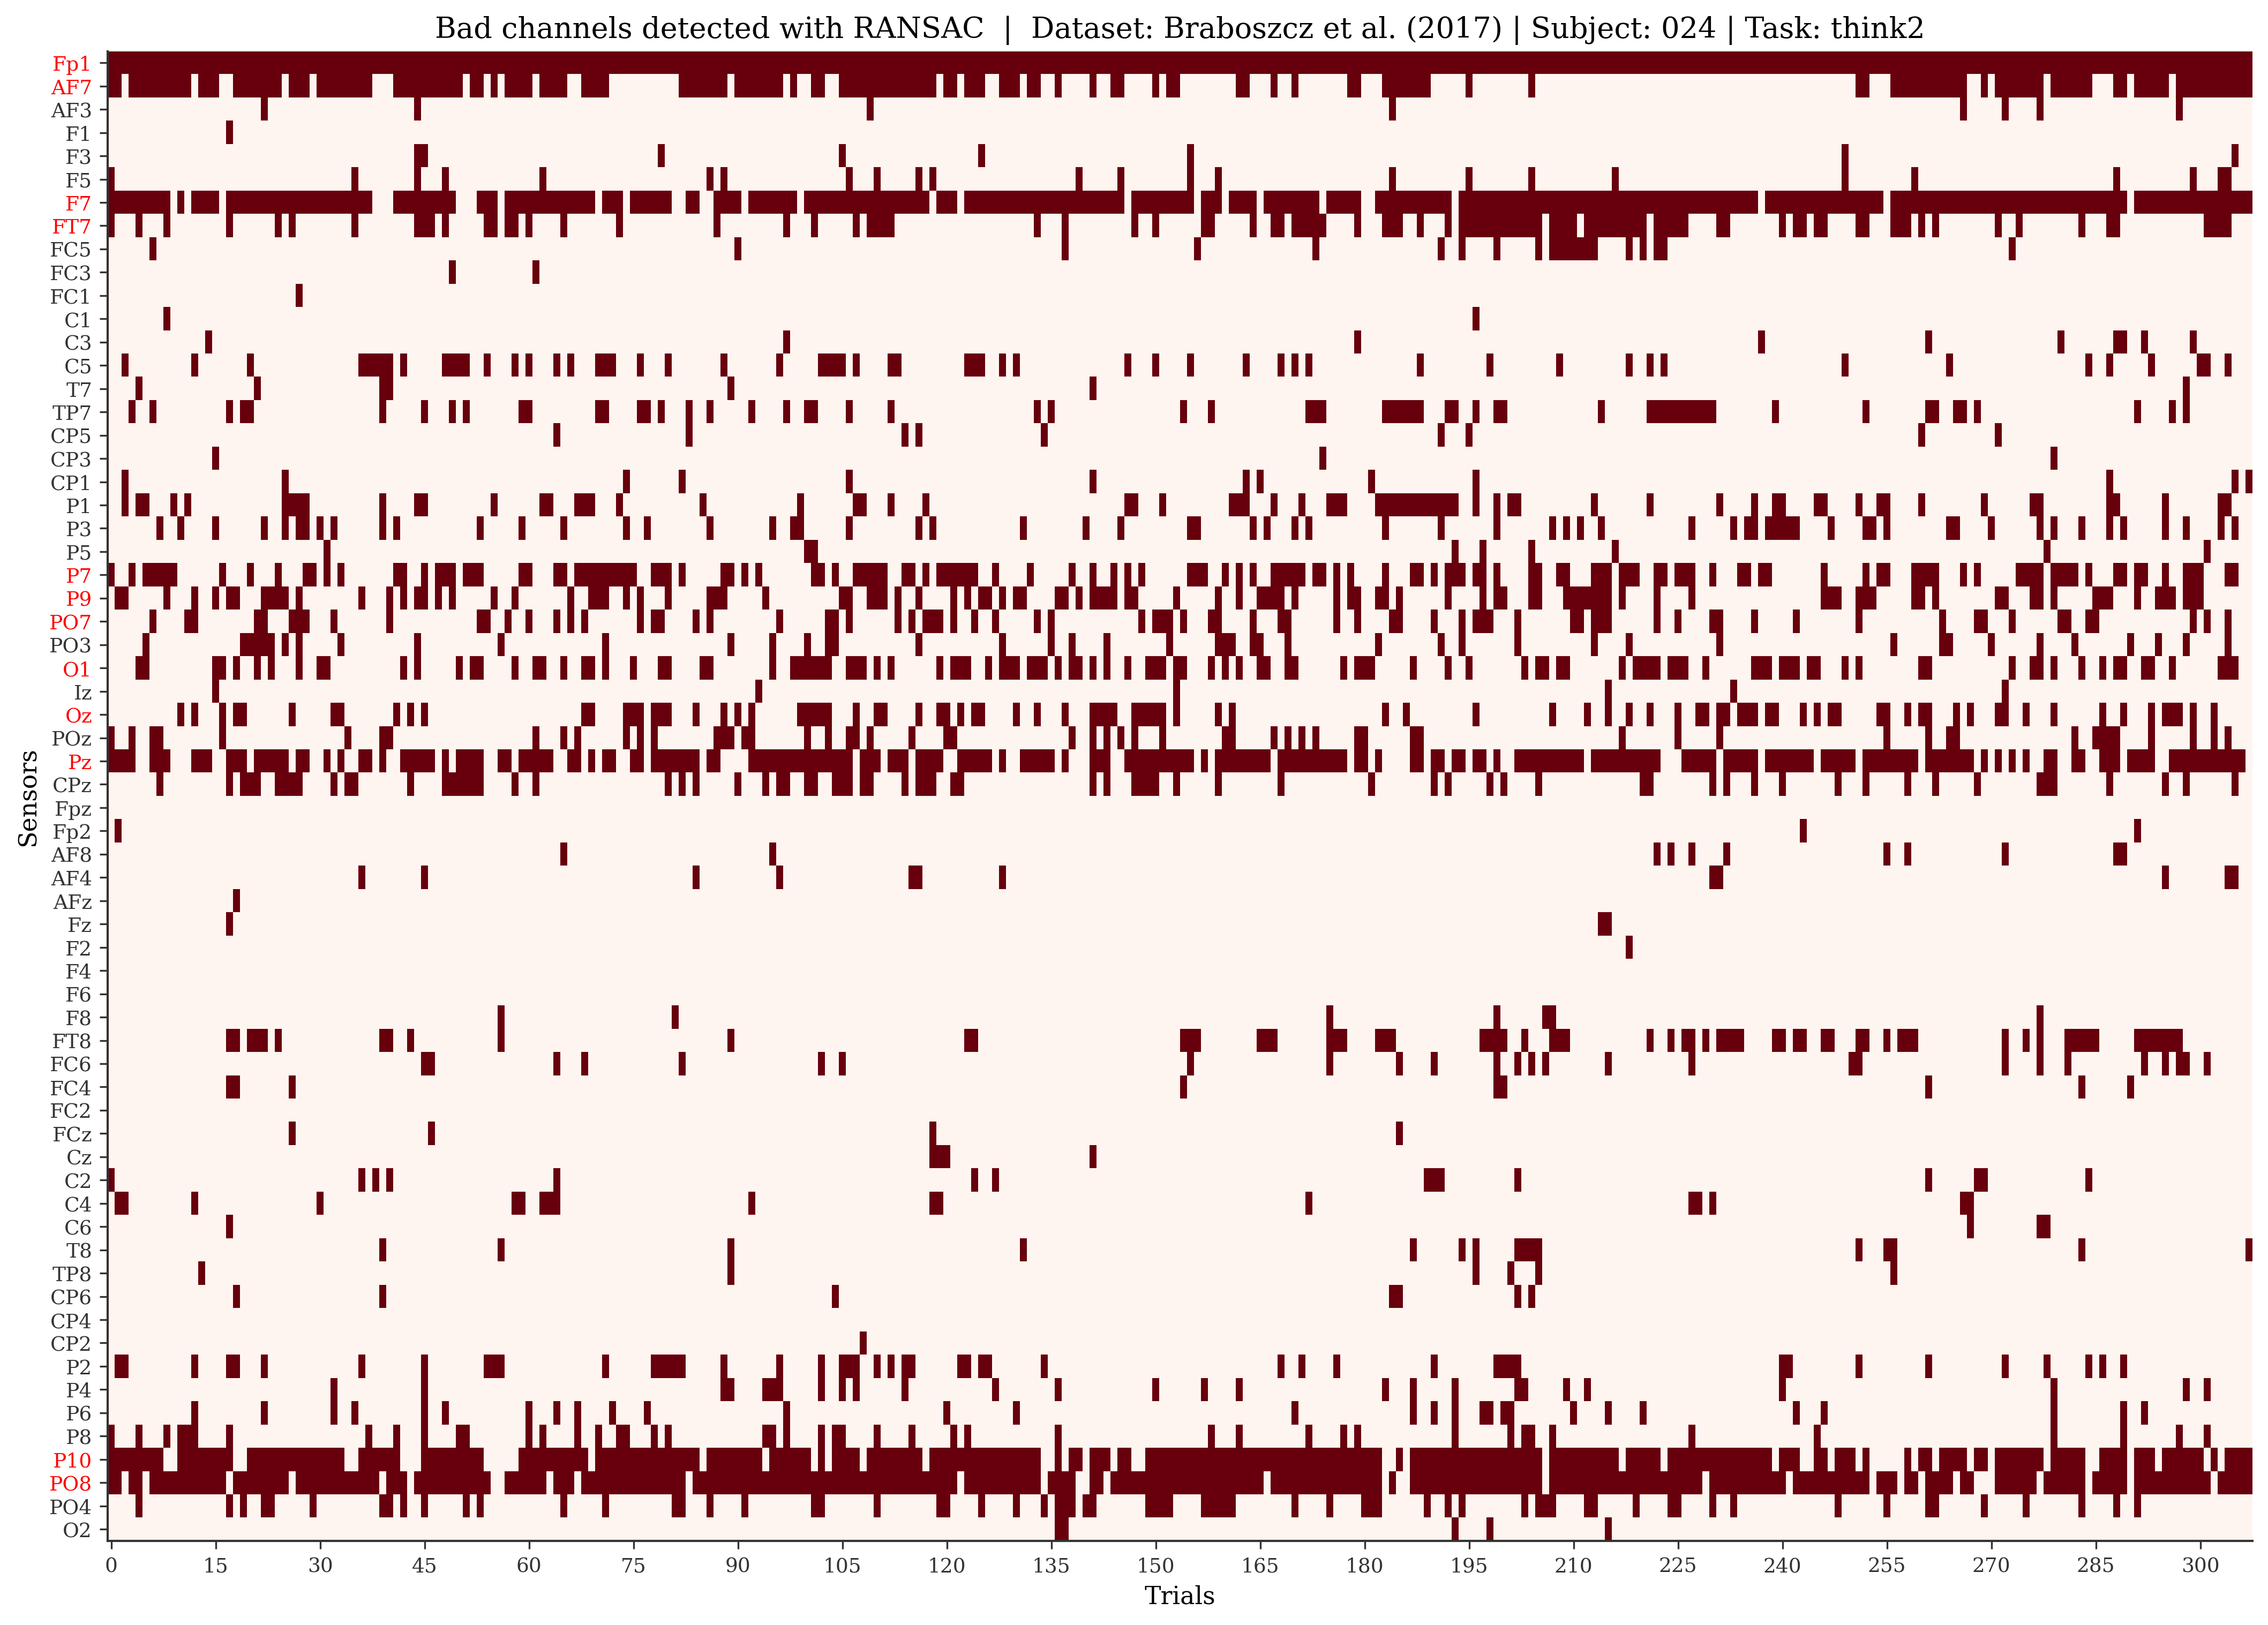 Bad channels detected with RANSAC | Dataset: Braboszcz et al. (2017) | Subject: 024 | Task: think2
Sensors
Fp1
AF7
AF3
F1
F3
F5
F7
FT7
FC5
FC3
FC1
C1
C3
C5
T7
TP7
CP5
CP3
CP1
P1
P3
P5
P7
P9
PO7
PO3
O1
Iz
Oz
POz
Pz
CPz
Fpz
Fp2
AF8
AF4
AFz
Fz
F2
F4
F6
F8
FT8
FC6
FC4
FC2
FCz
Cz
C2
C4
C6
T8
TP8
CP6
CP4
CP2
P2
P4
P6
P8
P10
PO8
PO4
O2
0 15 30 45 60 75 90 105 120 135 150 165 180 195 210 225 240 255 270 285 300
Trials